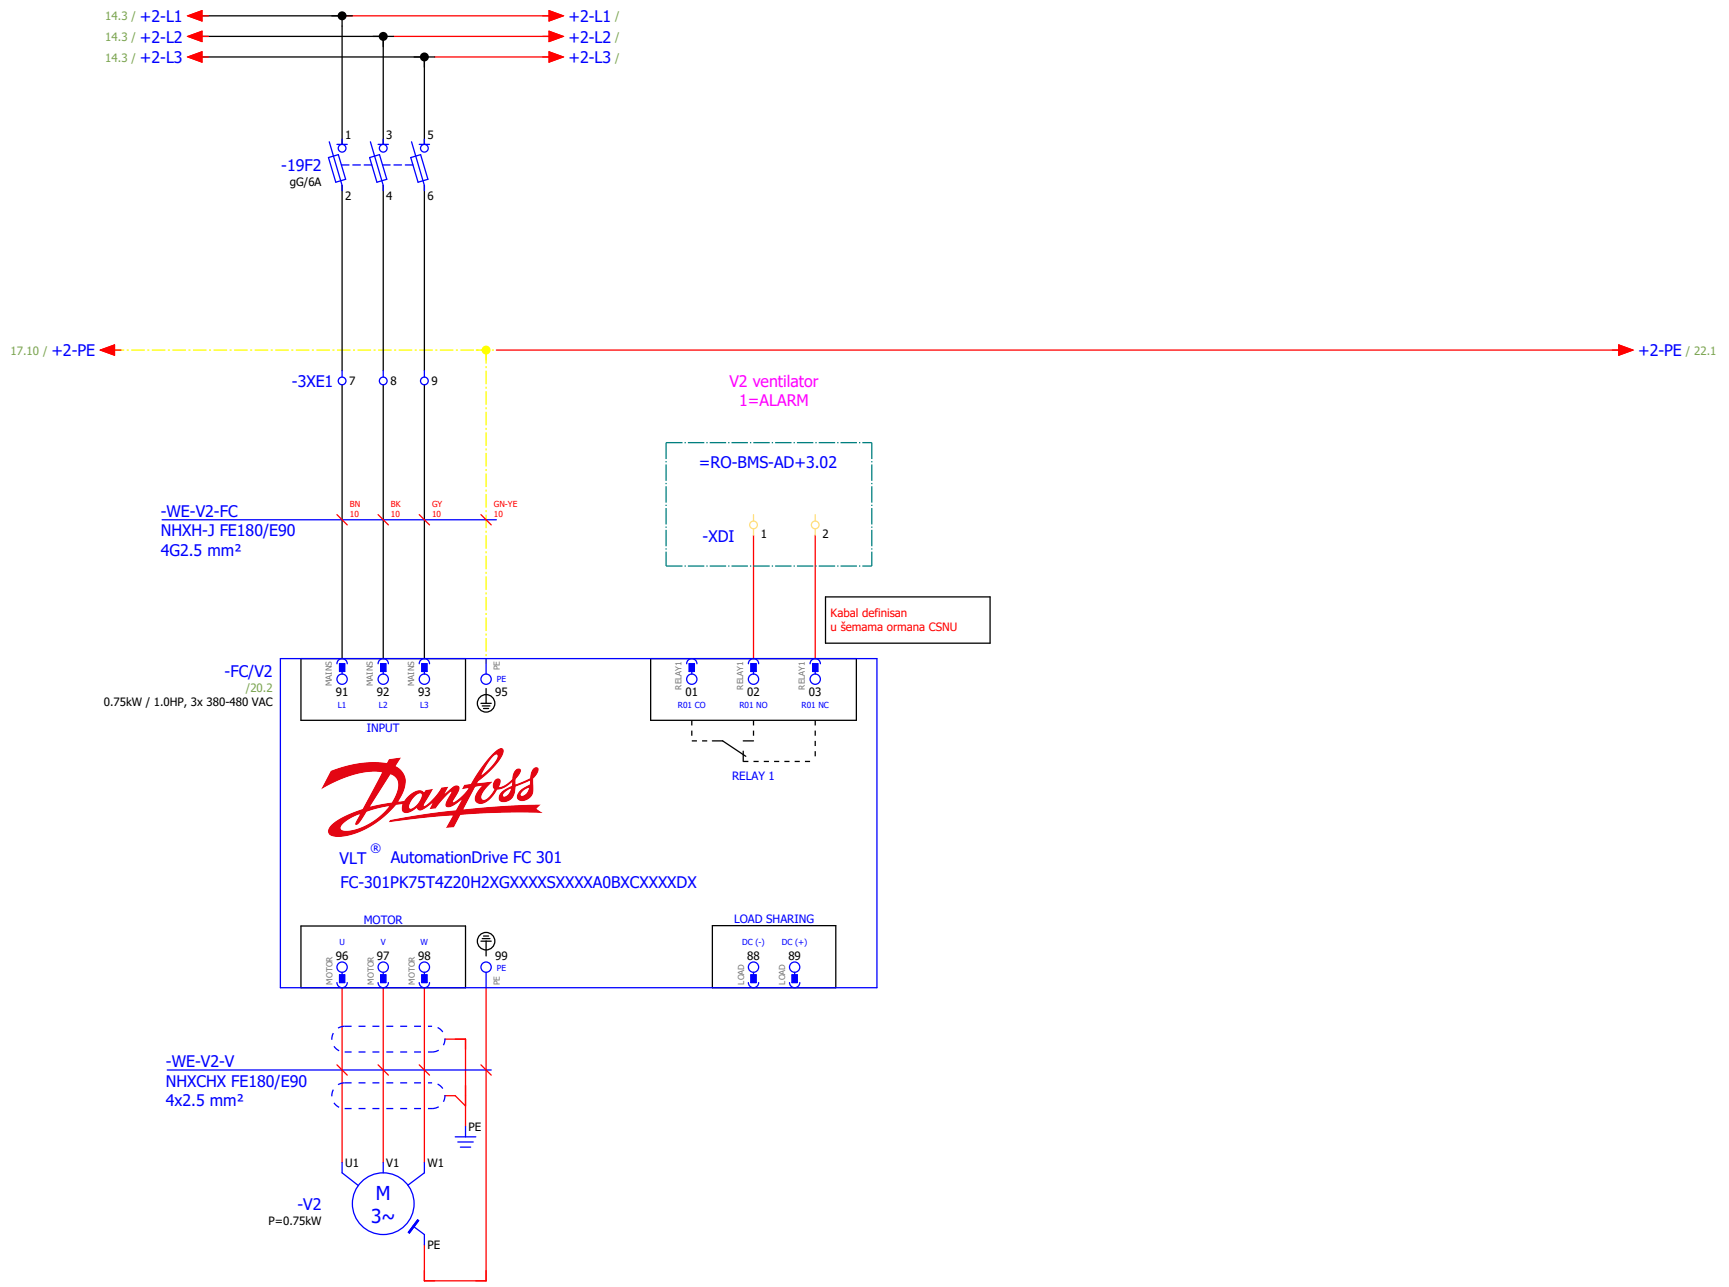 14.3 / +2-L1
+2-L1 /
14.3 / +2-L2
+2-L2 /
14.3 / +2-L3
+2-L3 /
1 3 5
-19F2
gG/6A
2 4 6
17.10 / +2-PE
+2-PE / 22.1
-3XE1 7 8 9
V2 ventilator
1=ALARM
=RO-BMS-AD+3.02
-XDI 1 2
-WE-V2-FC
NHXH-J FE180/E90
4G2.5 mm²
BN BK GY GN-YE
10 10 10 10
Kabal definisan
u šemama ormana CSNU
-FC/V2
/20.2
0.75kW / 1.0HP, 3x 380-480 VAC
MAINS MAINS MAINS PE
PE
91 92 93 95
L1 L2 L3
INPUT
RELAY1 RELAY1 RELAY1
01 02 03
R01 CO R01 NO R01 NC
RELAY 1
Danfoss
VLT ® AutomationDrive FC 301
FC-301PK75T4Z20H2XGXXXXSXXXXA0BXCXXXXDX
MOTOR
U V W
96 97 98 99
PE
MOTOR MOTOR MOTOR PE
LOAD SHARING
DC (-) DC (+)
88 89
LOAD LOAD
-WE-V2-V
NHXCHX FE180/E90
4x2.5 mm²
PE
U1 V1 W1
M
3~
-V2
P=0.75kW
PE